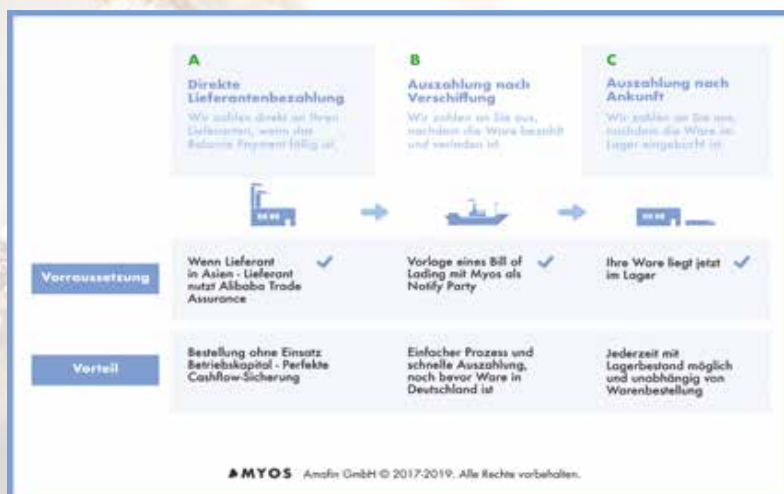 A
Direkte
Lieferantenbezahlung
Wir zahlen direkt an Ihren
Lieferanten, wenn das
Balance Payment fällig ist
B
Auszahlung nach
Verschiffung
Wir zahlen an Sie aus,
nachdem die Ware bezahlt
und verladen ist
C
Auszahlung nach
Ankunft
Wir zahlen an Sie aus,
nachdem die Ware im
Lager eingebucht ist
Vorraussetzung
Wenn Lieferant
in Asien - Lieferant
nutzt Alibaba Trade
Assurance
Vorlage eines Bill of
Lading mit Myos als
Notify Party
Ihre Ware liegt jetzt
im Lager
Vorteil
Bestellung ohne Einsatz
Betriebskapital - Perfekte
Cashflow-Sicherung
Einfacher Prozess und
schnelle Auszahlung,
noch bevor Ware in
Deutschland ist
Jederzeit mit
Lagerbestand möglich
und unabhängig von
Warenbestellung
MYOS Amafin GmbH © 2017-2019. Alle Rechte vorbehalten.